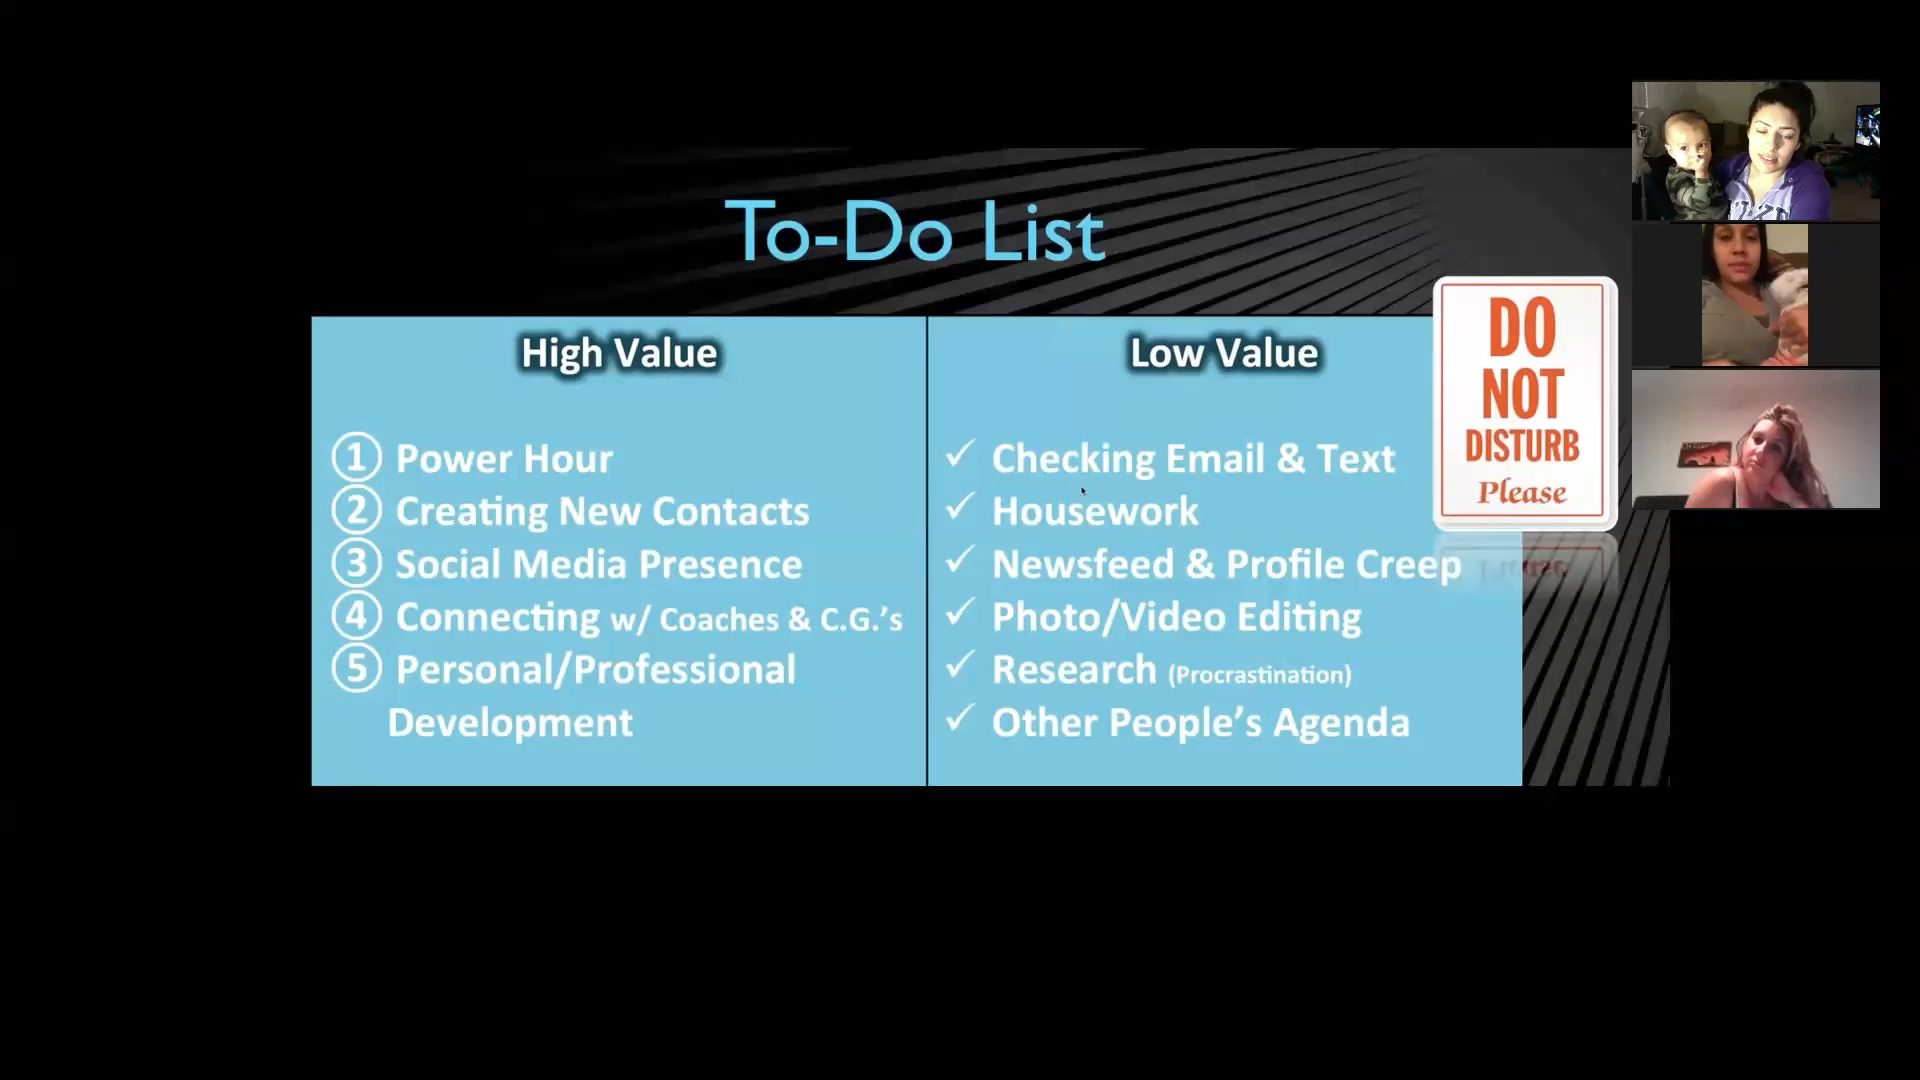 To-Do List
High Value
1 Power Hour
2 Creating New Contacts
3 Social Media Presence
4 Connecting w/ Coaches & C.G.'s
5 Personal/Professional
Development
Low Value
✓ Checking Email & Text
✓ Housework
✓ Newsfeed & Profile Creep
✓ Photo/Video Editing
✓ Research (Procrastination)
✓ Other People's Agenda
DO
NOT
DISTURB
Please